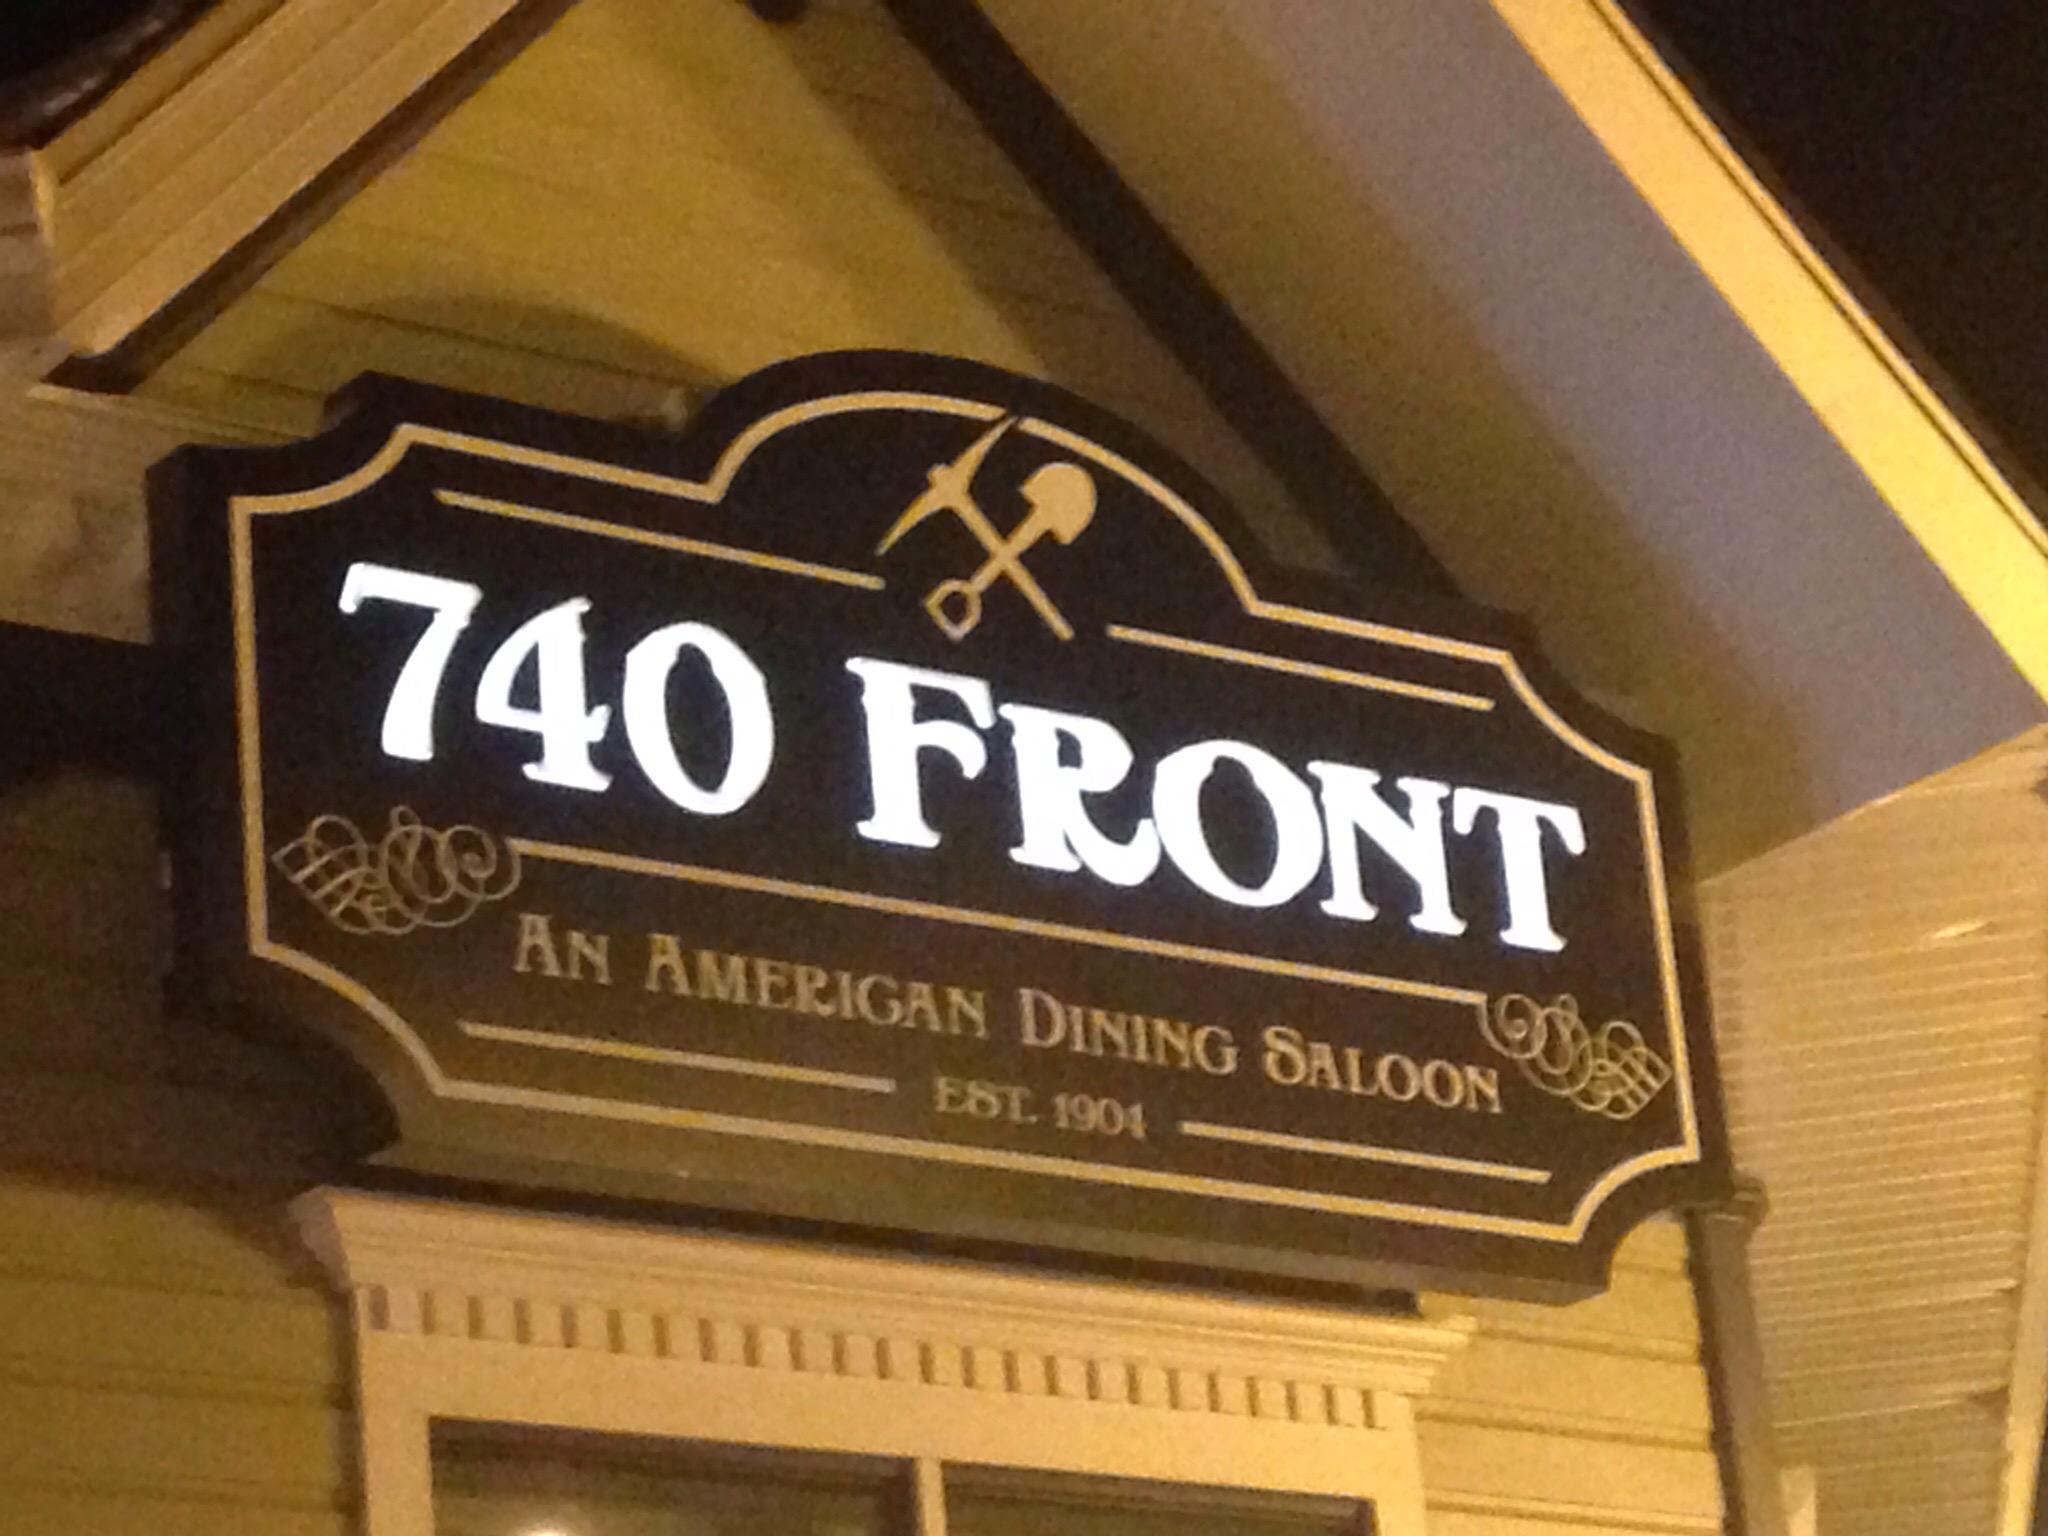 740 FRONT
AN AMERICAN DINING SALOON
EST. 1904